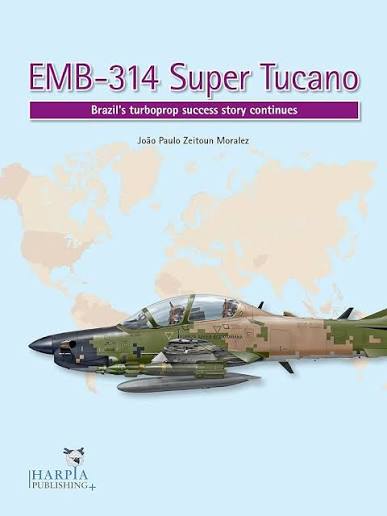 EMB-314 Super Tucano
Brazil's turboprop success story continues
João Paulo Zeitoun Moralez
HARPIA
PUBLISHING+